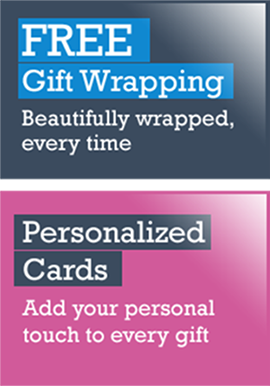 FREE
Gift Wrapping
Beautifully wrapped,
every time
Personalized
Cards
Add your personal
touch to every gift